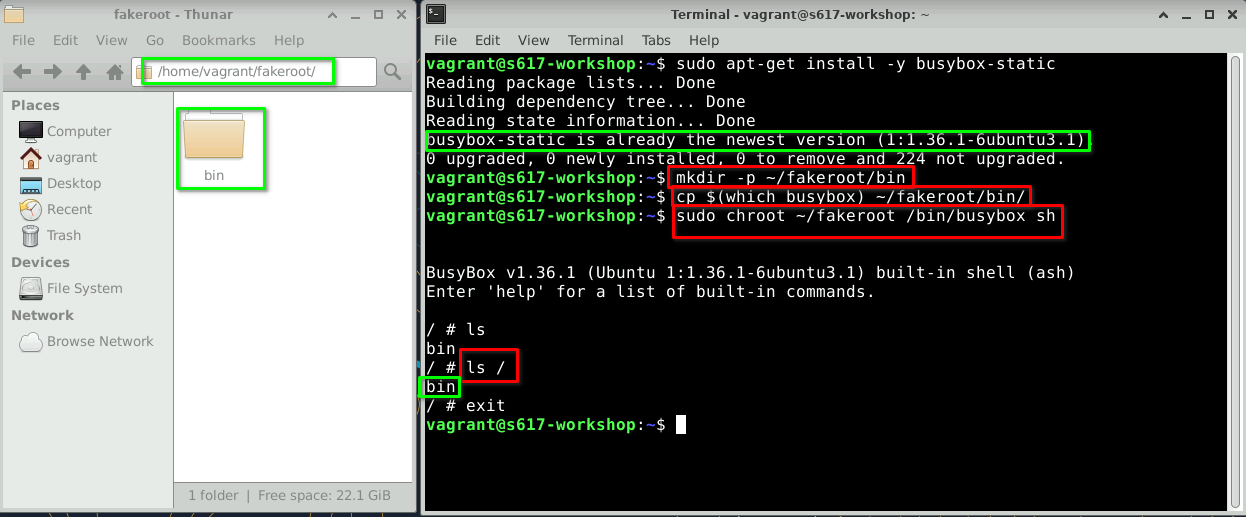 fakeroot - Thunar
File Edit View Go Bookmarks Help
/home/vagrant/fakeroot/
Places
Computer
vagrant
Desktop
Recent
Trash
Devices
File System
Network
Browse Network
bin
1 folder | Free space: 22.1 GiB
Terminal - vagrant@s617-workshop: ~
File Edit View Terminal Tabs Help
vagrant@s617-workshop:~$ sudo apt-get install -y busybox-static
Reading package lists... Done
Building dependency tree... Done
Reading state information... Done
busybox-static is already the newest version (1:1.36.1-6ubuntu3.1)
0 upgraded, 0 newly installed, 0 to remove and 224 not upgraded.
vagrant@s617-workshop:~$ mkdir -p ~/fakeroot/bin
vagrant@s617-workshop:~$ cp $(which busybox) ~/fakeroot/bin/
vagrant@s617-workshop:~$ sudo chroot ~/fakeroot /bin/busybox sh
BusyBox v1.36.1 (Ubuntu 1:1.36.1-6ubuntu3.1) built-in shell (ash)
Enter 'help' for a list of built-in commands.
/ # ls
bin
/ # ls /
bin
/ # exit
vagrant@s617-workshop:~$